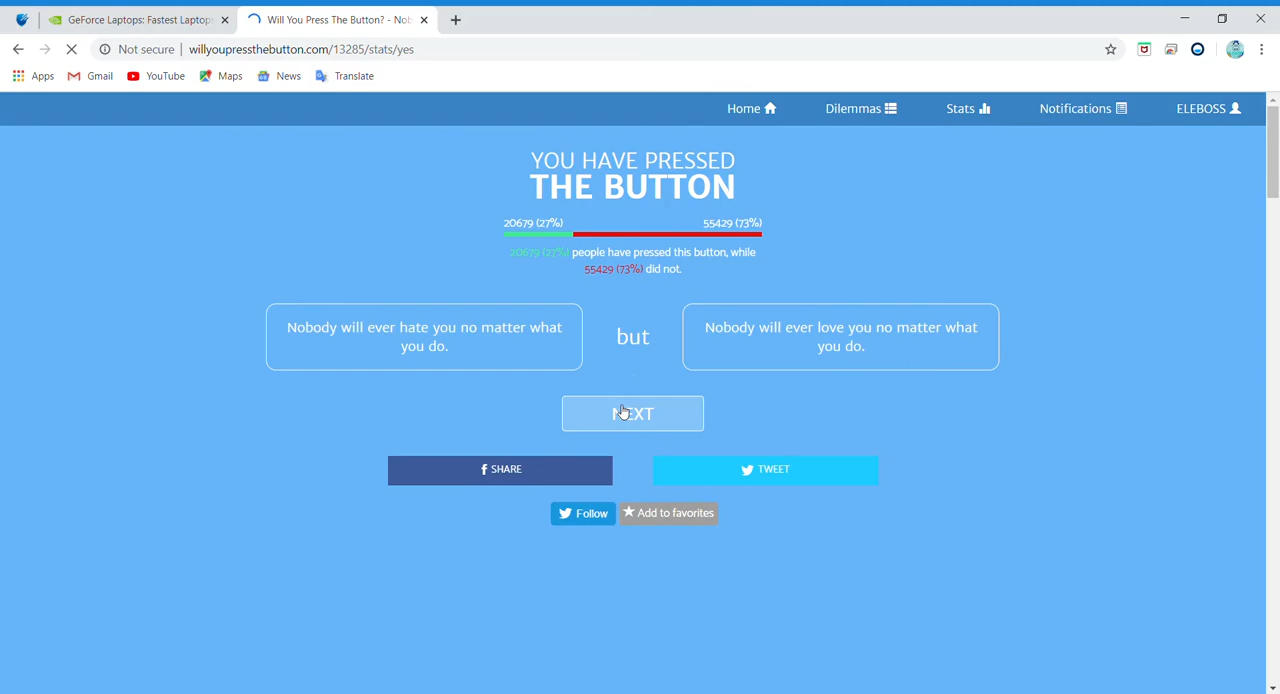 GeForce Laptops: Fastest Laptops
Will You Press The Button? - Nob
Not secure | willyoupressthebutton.com/13285/stats/yes
Apps Gmail YouTube Maps News Translate
Home Dilemmas Stats Notifications ELEBOSS
YOU HAVE PRESSED
THE BUTTON
20679 (27%) 55429 (73%)
20679 (27%) people have pressed this button, while
55429 (73%) did not.
Nobody will ever hate you no matter what
you do.
but
Nobody will ever love you no matter what
you do.
NEXT
SHARE
TWEET
Follow
Add to favorites